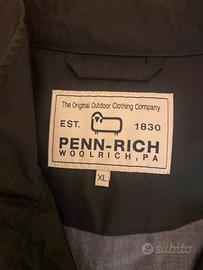 The Original Outdoor Clothing Company
EST. 1830
PENN-RICH
WOOLRICH, PA
XL
subito